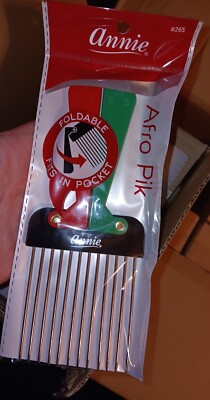 annie®
#265
Afro Pik
FOLDABLE
FITS IN POCKET
Annie